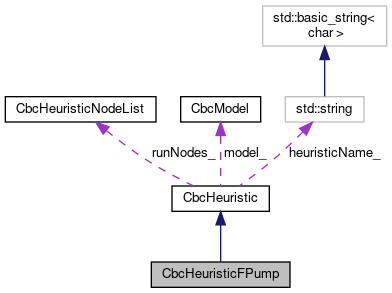 std::basic_string<
char >
CbcHeuristicNodeList
CbcModel
std::string
runNodes_
model_
heuristicName_
CbcHeuristic
CbcHeuristicFPump